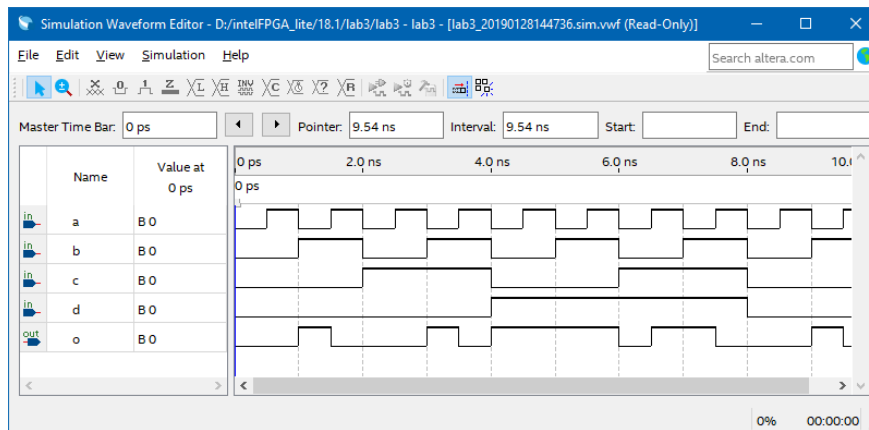 Simulation Waveform Editor - D:/intelFPGA_lite/18.1/lab3/lab3 - lab3 - [lab3_20190128144736.sim.vwf (Read-Only)]
File Edit View Simulation Help
Search altera.com
Master Time Bar: 0 ps Pointer: 9.54 ns Interval: 9.54 ns Start: End:
Name Value at 0 ps
0 ps 2.0 ns 4.0 ns 6.0 ns 8.0 ns 10.
0 ps
in a B 0
in b B 0
in c B 0
in d B 0
out o B 0
0% 00:00:00